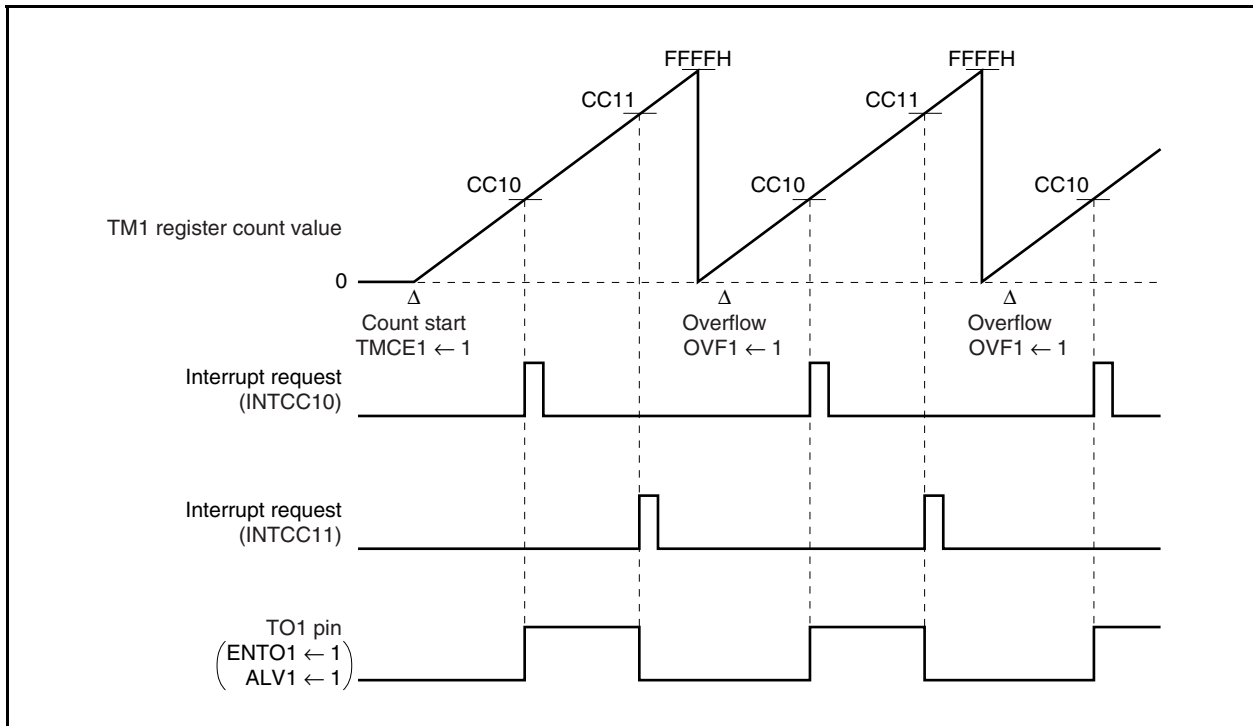 FFFFH
FFFFH
CC11
CC11
CC10
CC10
CC10
TM1 register count value
0
Δ
Δ
Δ
Count start
TMCE1 ← 1
Overflow
OVF1 ← 1
Overflow
OVF1 ← 1
Interrupt request
(INTCC10)
Interrupt request
(INTCC11)
TO1 pin
(ENTO1 ← 1
ALV1 ← 1)